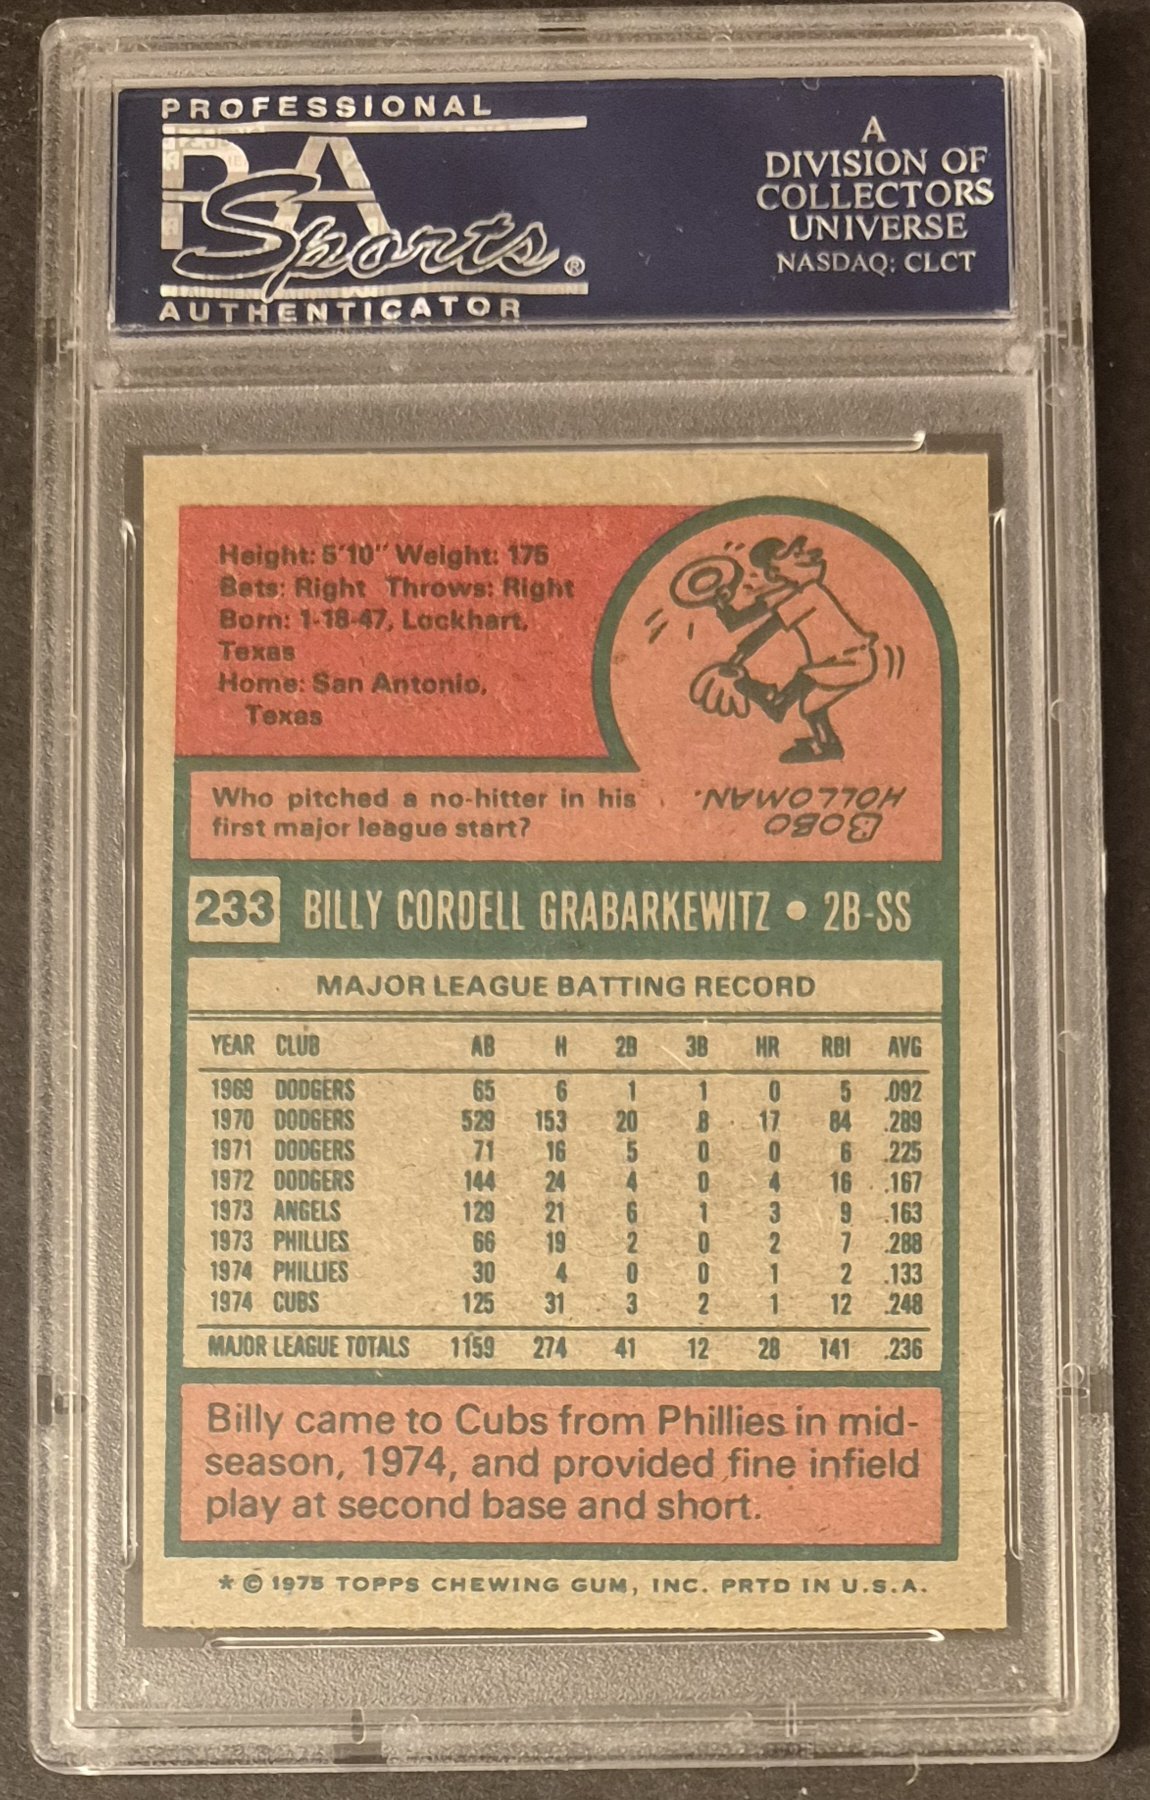 PROFESSIONAL
PSA
Sports®
AUTHENTICATOR
A
DIVISION OF
COLLECTORS
UNIVERSE
NASDAQ: CLCT
Height: 5'10" Weight: 175
Bats: Right Throws: Right
Born: 1-18-47, Lockhart,
Texas
Home: San Antonio,
Texas
Who pitched a no-hitter in his
first major league start?
BOBO
HOLLOMAN.
233 BILLY CORDELL GRABARKEWITZ • 2B-SS
MAJOR LEAGUE BATTING RECORD
YEAR CLUB AB H 2B 3B HR RBI AVG
1969 DODGERS 65 6 1 1 0 5 .092
1970 DODGERS 529 153 20 8 17 84 .289
1971 DODGERS 71 16 5 0 0 6 .225
1972 DODGERS 144 24 4 0 4 16 .167
1973 ANGELS 129 21 6 1 3 9 .163
1973 PHILLIES 66 19 2 0 2 7 .288
1974 PHILLIES 30 4 0 0 1 2 .133
1974 CUBS 125 31 3 2 1 12 .248
MAJOR LEAGUE TOTALS 1159 274 41 12 28 141 .236
Billy came to Cubs from Phillies in mid-
season, 1974, and provided fine infield
play at second base and short.
* © 1975 TOPPS CHEWING GUM, INC. PRTD IN U.S.A.